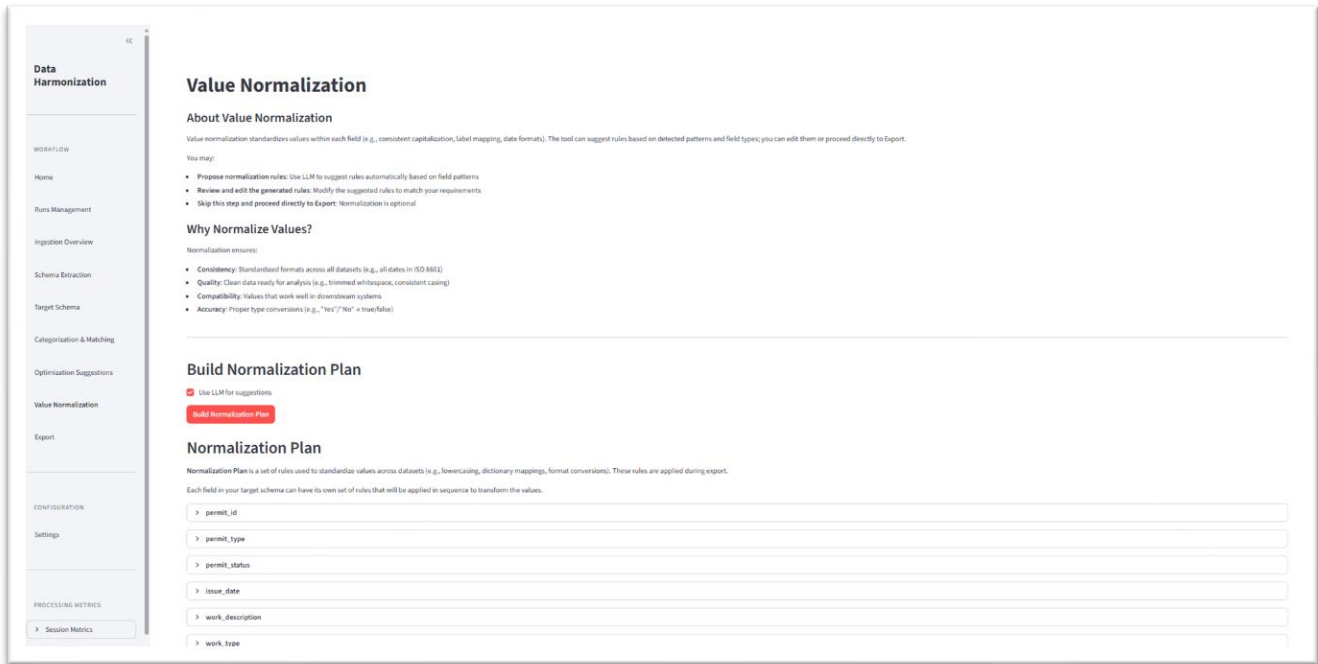 Data
Harmonization
WORKFLOW
Home
Runs Management
Ingestion Overview
Schema Extraction
Target Schema
Categorization & Matching
Optimization Suggestions
Value Normalization
Export
CONFIGURATION
Settings
PROCESSING METRICS
Session Metrics
Value Normalization
About Value Normalization
Value normalization standardizes values within each field (e.g., consistent capitalization, label mapping, date formats). The tool can suggest rules based on detected patterns and field types; you can edit them or proceed directly to Export.
You may:
• Propose normalization rules: Use LLM to suggest rules automatically based on field patterns
• Review and edit the generated rules: Modify the suggested rules to match your requirements
• Skip this step and proceed directly to Export: Normalization is optional
Why Normalize Values?
Normalization ensures:
• Consistency: Standardized formats across all datasets (e.g., all dates in ISO 8601)
• Quality: Clean data ready for analysis (e.g., trimmed whitespace, consistent casing)
• Compatibility: Values that work well in downstream systems
• Accuracy: Proper type conversions (e.g., "Yes"/"No" → true/false)
Build Normalization Plan
Use LLM for suggestions
Build Normalization Plan
Normalization Plan
Normalization Plan is a set of rules used to standardize values across datasets (e.g., lowercasing, dictionary mappings, format conversions). These rules are applied during export.
Each field in your target schema can have its own set of rules that will be applied in sequence to transform the values.
permit_id
permit_type
permit_status
issue_date
work_description
work_type